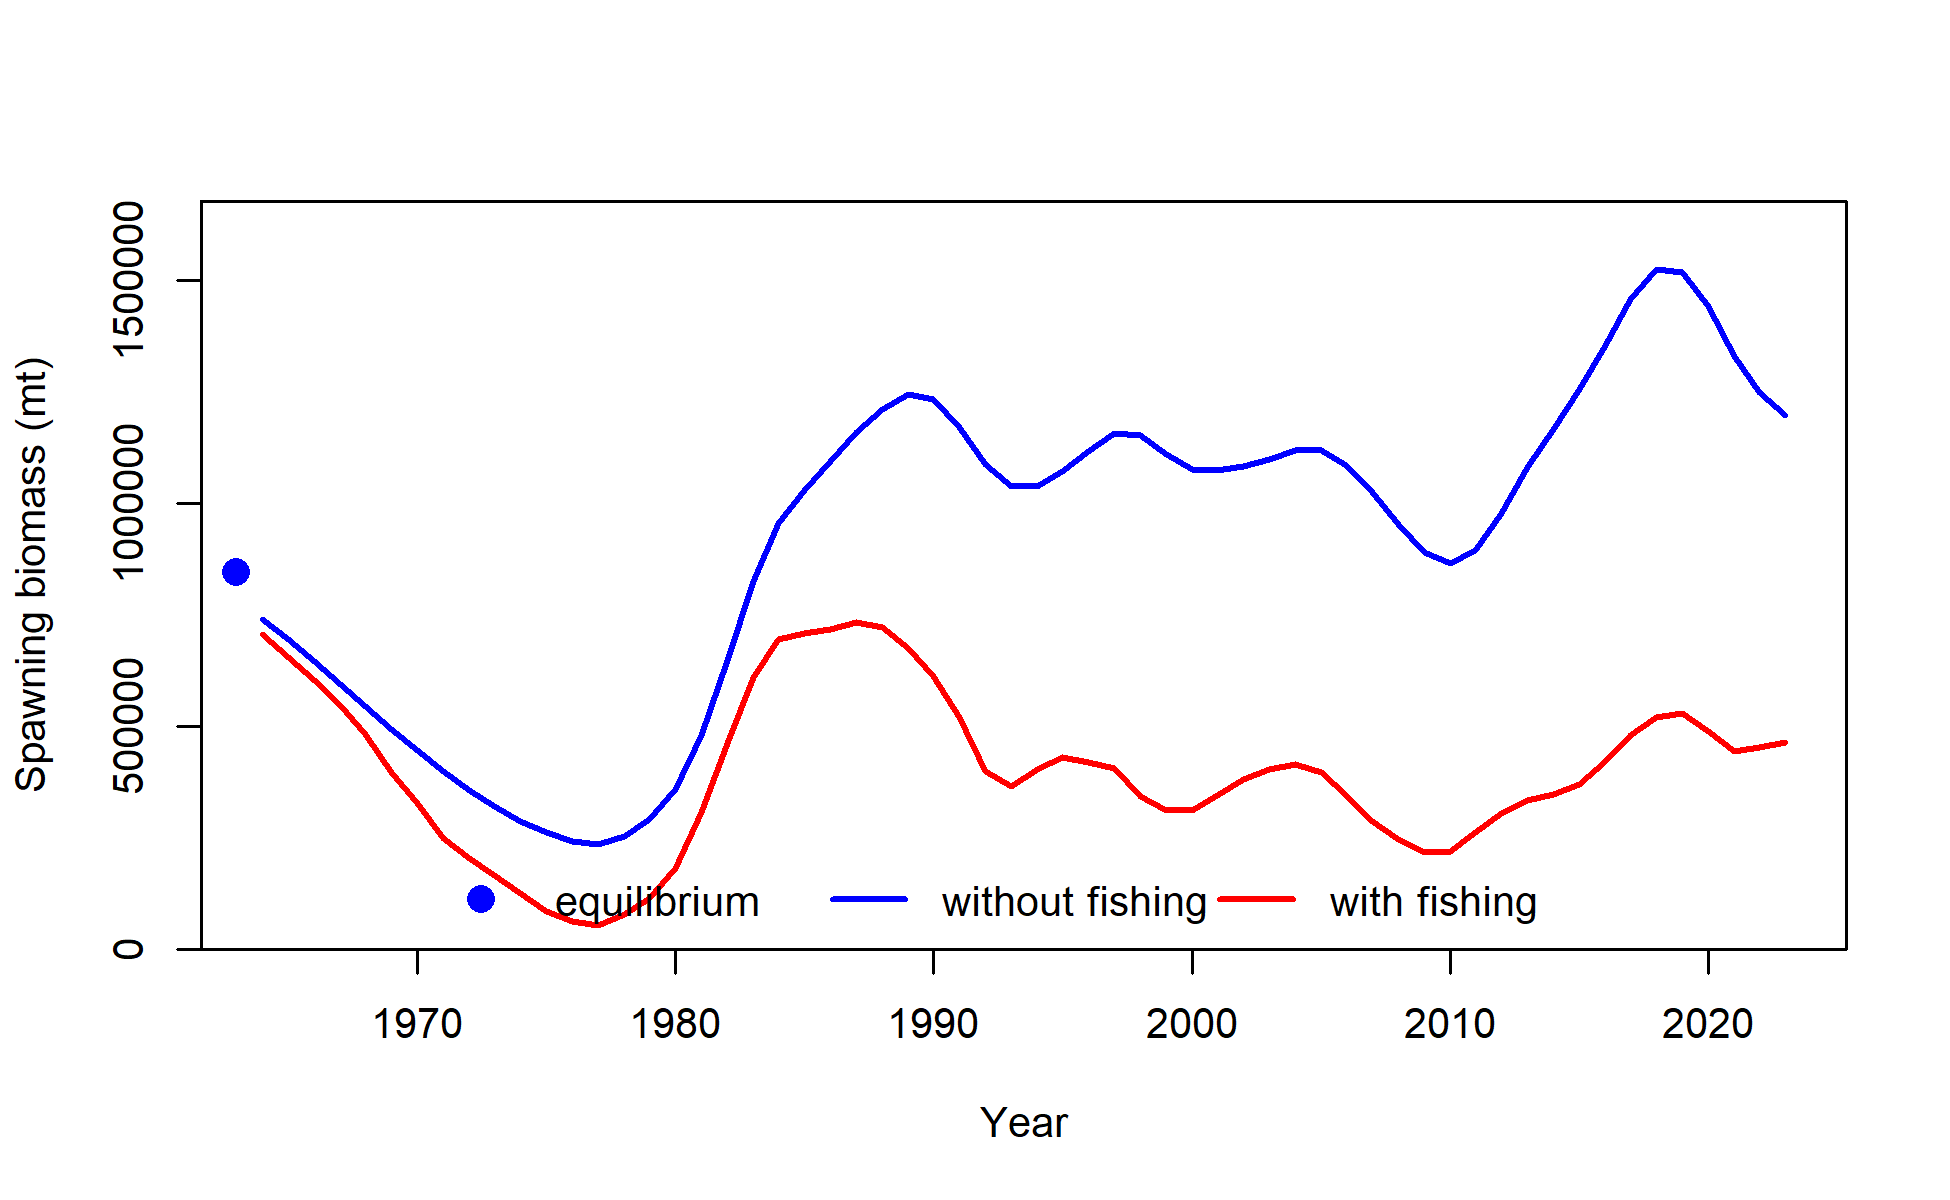 Spawning biomass (mt)
1500000
1000000
500000
0
equilibrium without fishing with fishing
1970 1980 1990 2000 2010 2020
Year